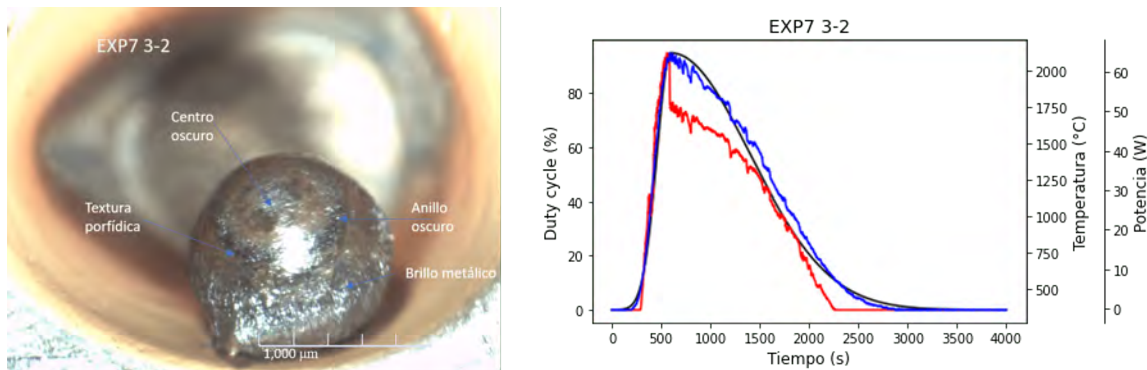 EXP7 3-2
Centro
oscuro
Textura
porfídica
Anillo
oscuro
Brillo metálico
1,000 µm
EXP7 3-2
Duty cycle (%)
80
60
40
20
0
0
500
1000
1500
2000
2500
3000
3500
4000
Tiempo (s)
2000
1750
1500
1250
1000
750
500
Temperatura (°C)
60
50
40
30
20
10
0
Potencia (W)